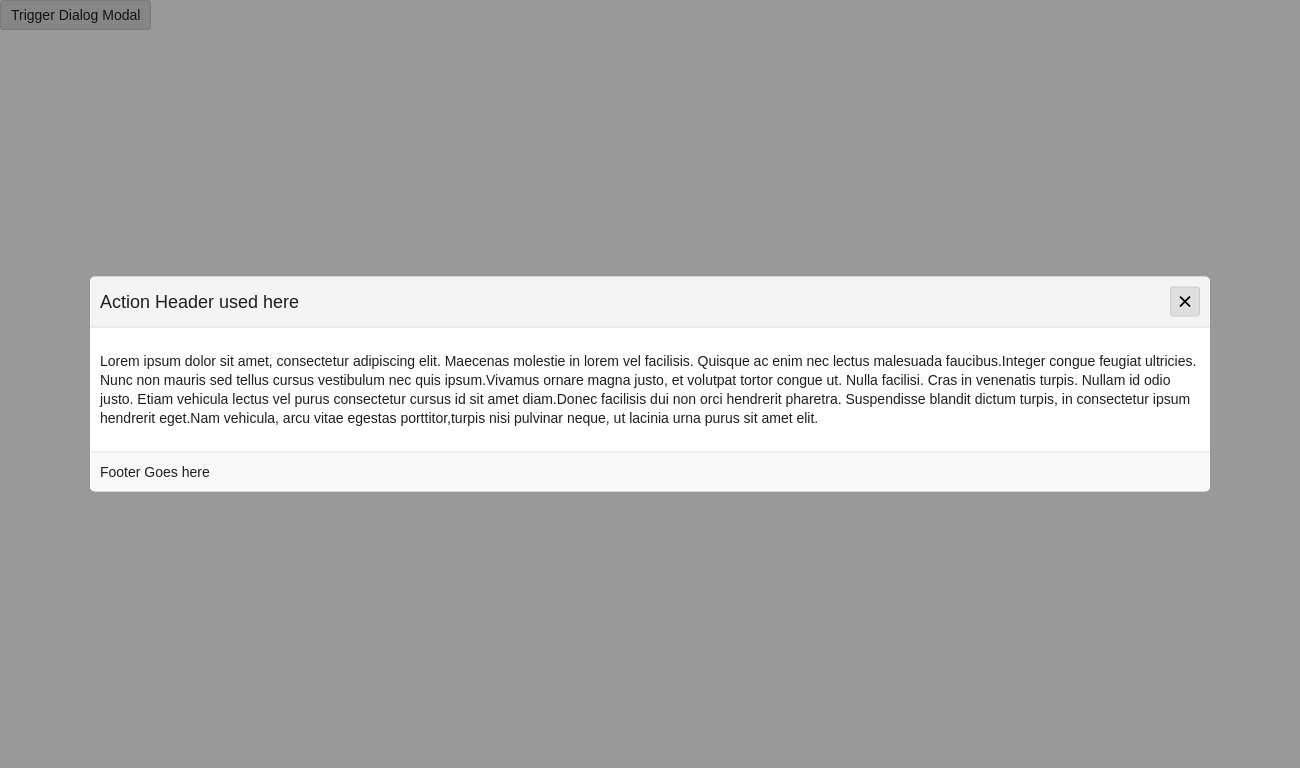 Trigger Dialog Modal
Action Header used here
Lorem ipsum dolor sit amet, consectetur adipiscing elit. Maecenas molestie in lorem vel facilisis. Quisque ac enim nec lectus malesuada faucibus.Integer congue feugiat ultricies.
Nunc non mauris sed tellus cursus vestibulum nec quis ipsum.Vivamus ornare magna justo, et volutpat tortor congue ut. Nulla facilisi. Cras in venenatis turpis. Nullam id odio
justo. Etiam vehicula lectus vel purus consectetur cursus id sit amet diam.Donec facilisis dui non orci hendrerit pharetra. Suspendisse blandit dictum turpis, in consectetur ipsum
hendrerit eget.Nam vehicula, arcu vitae egestas porttitor,turpis nisi pulvinar neque, ut lacinia urna purus sit amet elit.
Footer Goes here